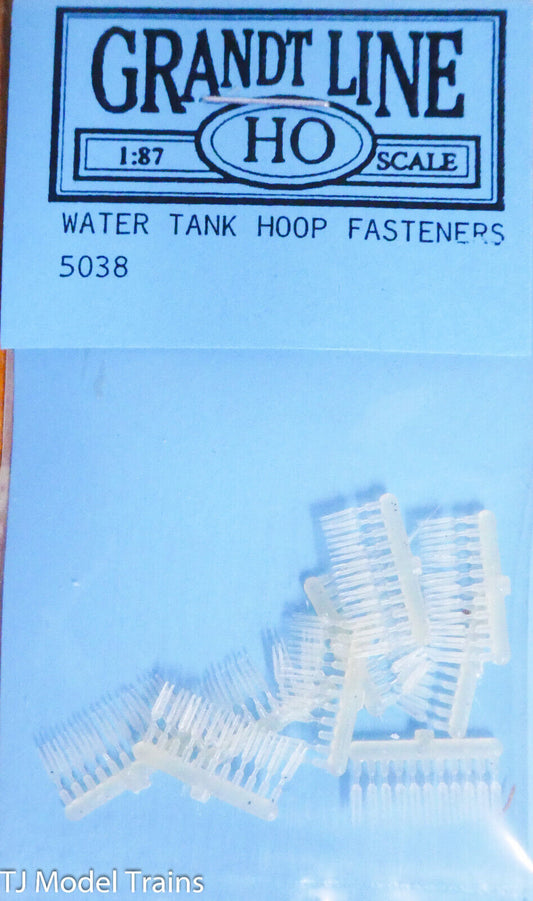 GRANDT LINE
HO
1:87 SCALE
WATER TANK HOOP FASTENERS
5038
TJ Model Trains